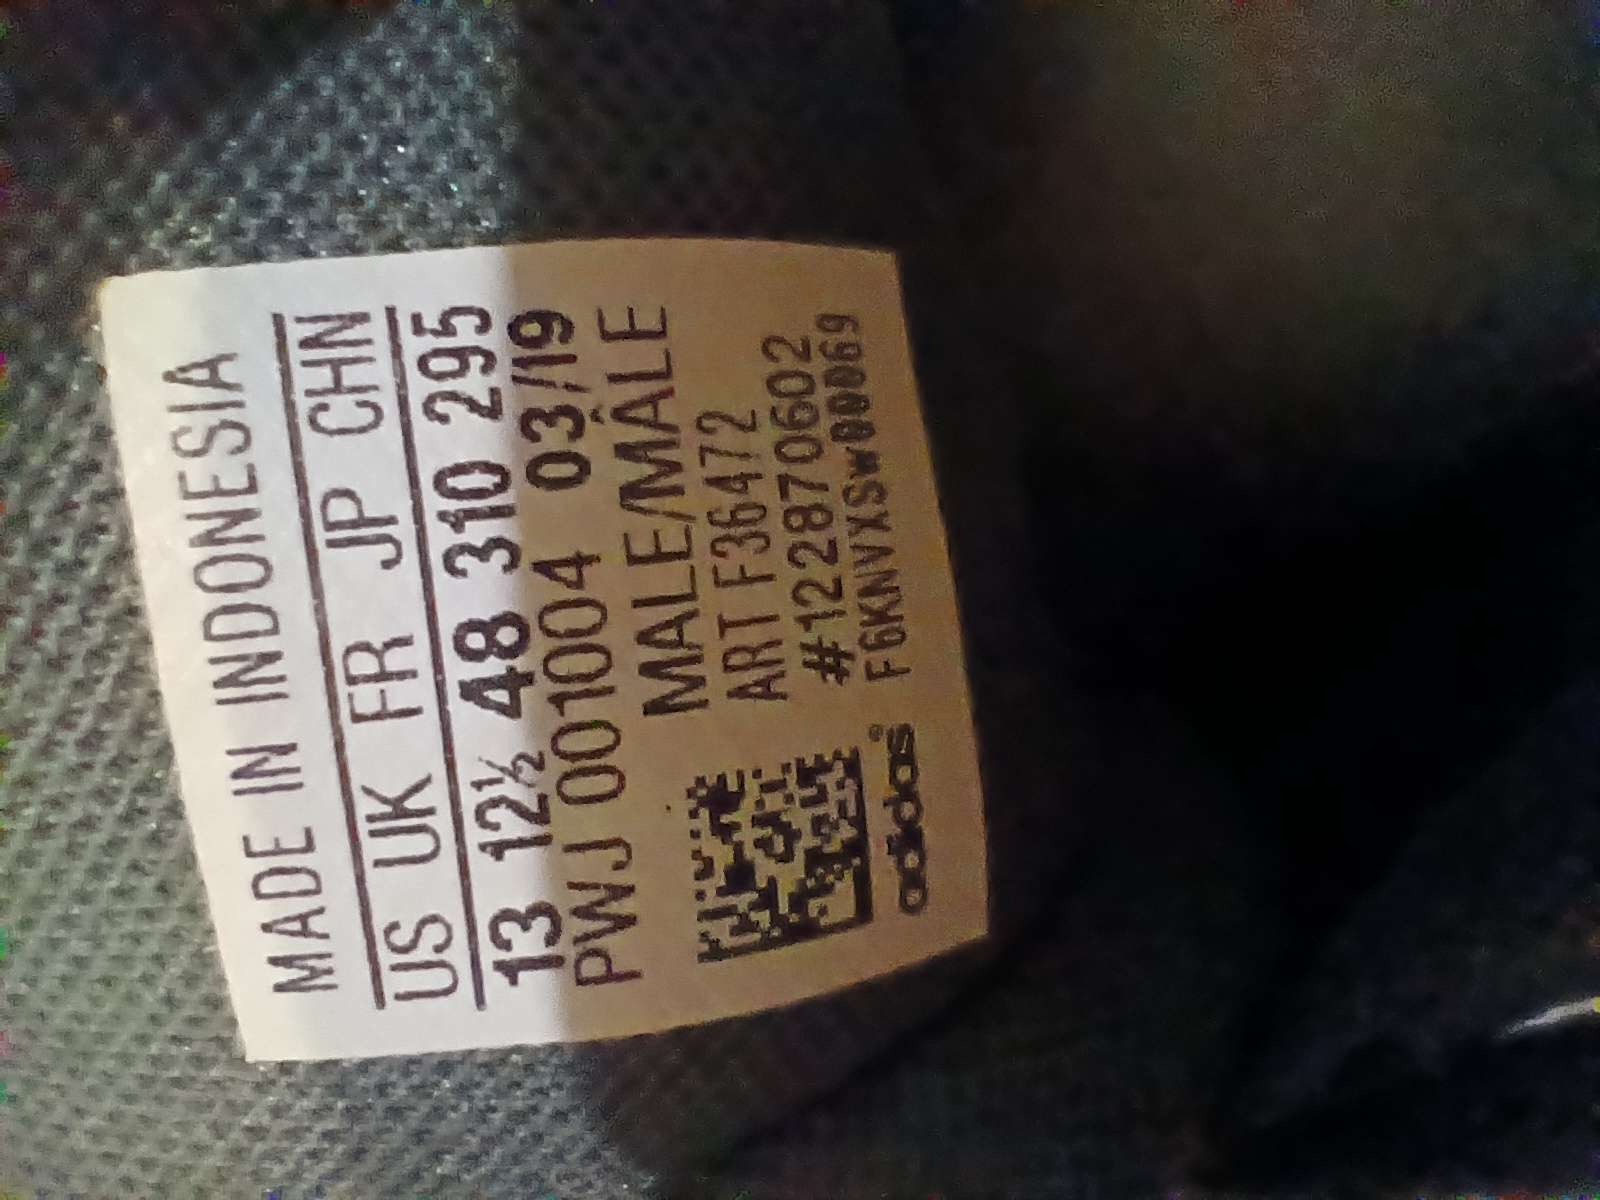 MADE IN INDONESIA
US UK FR JP CHN
13 12½ 48 310 295
PWJ 001004 03/19
MALE/MÂLE
ART F36472
#122870602
F6KNVXSW00069
adidas®